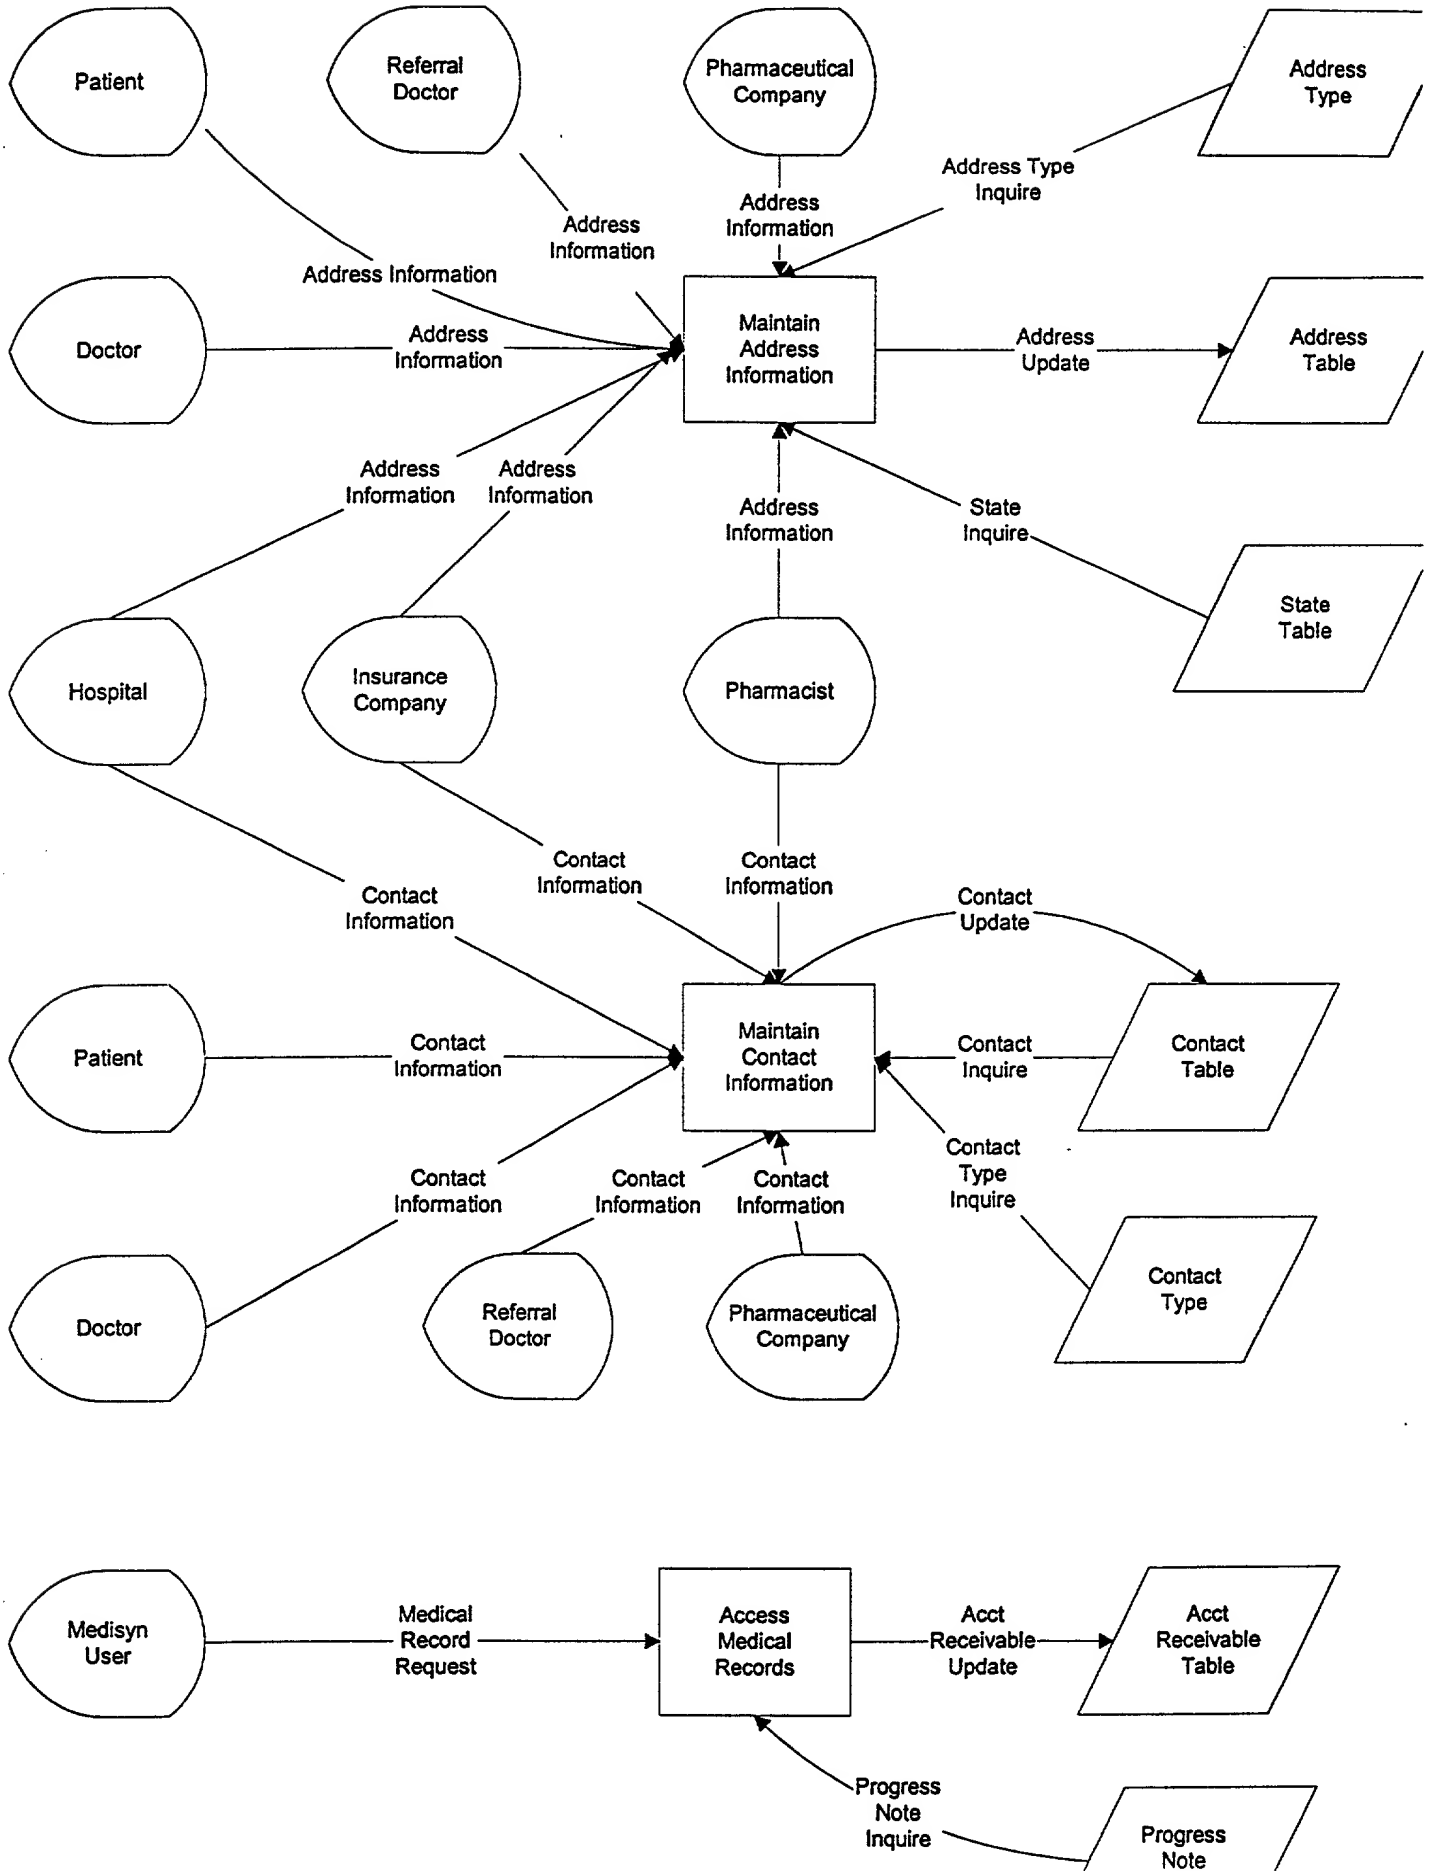 Patient
Referral
Doctor
Pharmaceutical
Company
Address
Type
Address Type
Inquire
Address
Information
Address
Information
Address Information
Doctor
Address
Information
Maintain
Address
Information
Address
Update
Address
Table
Address
Information
Address
Information
Address
Information
State
Inquire
State
Table
Hospital
Insurance
Company
Pharmacist
Contact
Information
Contact
Information
Contact
Information
Contact
Update
Patient
Contact
Information
Maintain
Contact
Information
Contact
Inquire
Contact
Table
Contact
Information
Contact
Information
Contact
Information
Contact
Type
Inquire
Doctor
Referral
Doctor
Pharmaceutical
Company
Contact
Type
Medisyn
User
Medical
Record
Request
Access
Medical
Records
Acct
Receivable
Update
Acct
Receivable
Table
Progress
Note
Inquire
Progress
Note